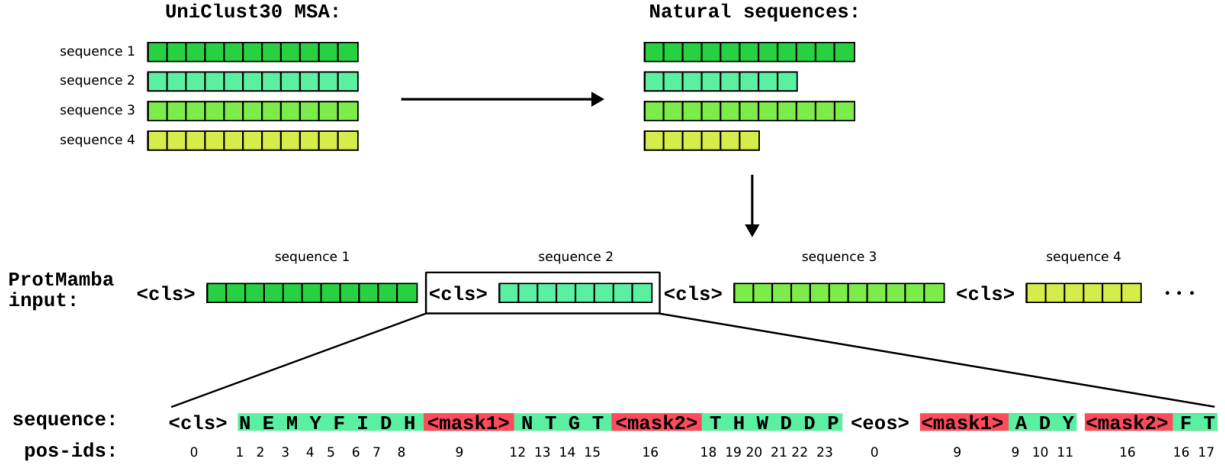 UniClust30 MSA: Natural sequences:
sequence 1
sequence 2
sequence 3
sequence 4
sequence 1 sequence 2 sequence 3 sequence 4
ProtMamba
input: <cls> <cls> <cls> <cls> ...
sequence: <cls> N E M Y F I D H <mask1> N T G T <mask2> T H W D D P <eos> <mask1> A D Y <mask2> F T
pos-ids: 0 1 2 3 4 5 6 7 8 9 12 13 14 15 16 18 19 20 21 22 23 0 9 9 10 11 16 16 17